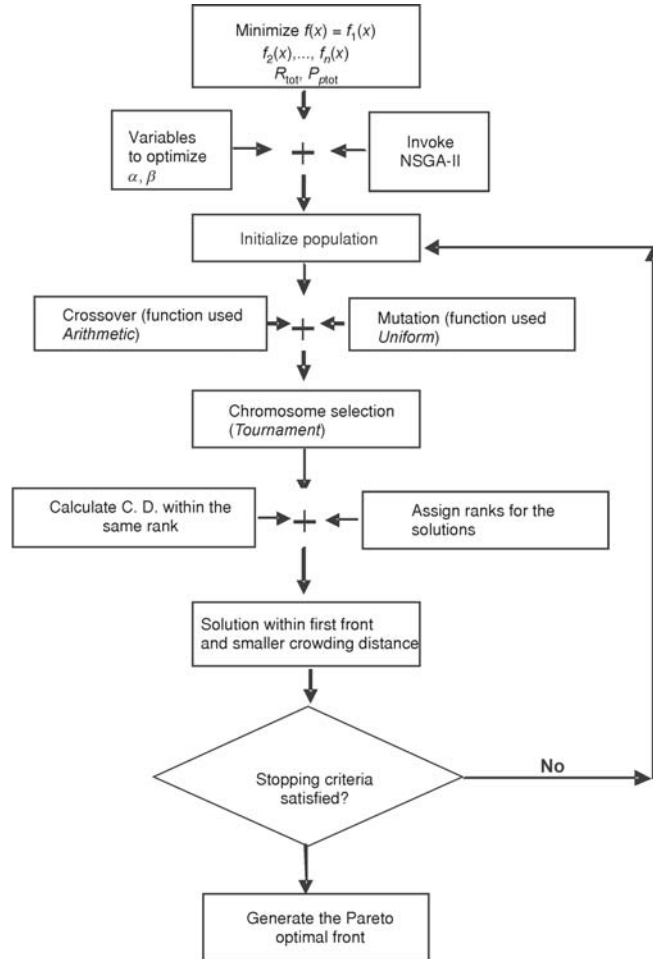 Minimize f(x) = f₁(x)
f₂(x),..., fₙ(x)
R_tot, P_ptot
Variables
to optimize
α, β
Invoke
NSGA-II
Initialize population
Crossover (function used
Arithmetic)
Mutation (function used
Uniform)
Chromosome selection
(Tournament)
Calculate C. D. within the
same rank
Assign ranks for the
solutions
Solution within first front
and smaller crowding distance
No
Stopping criteria
satisfied?
Generate the Pareto
optimal front